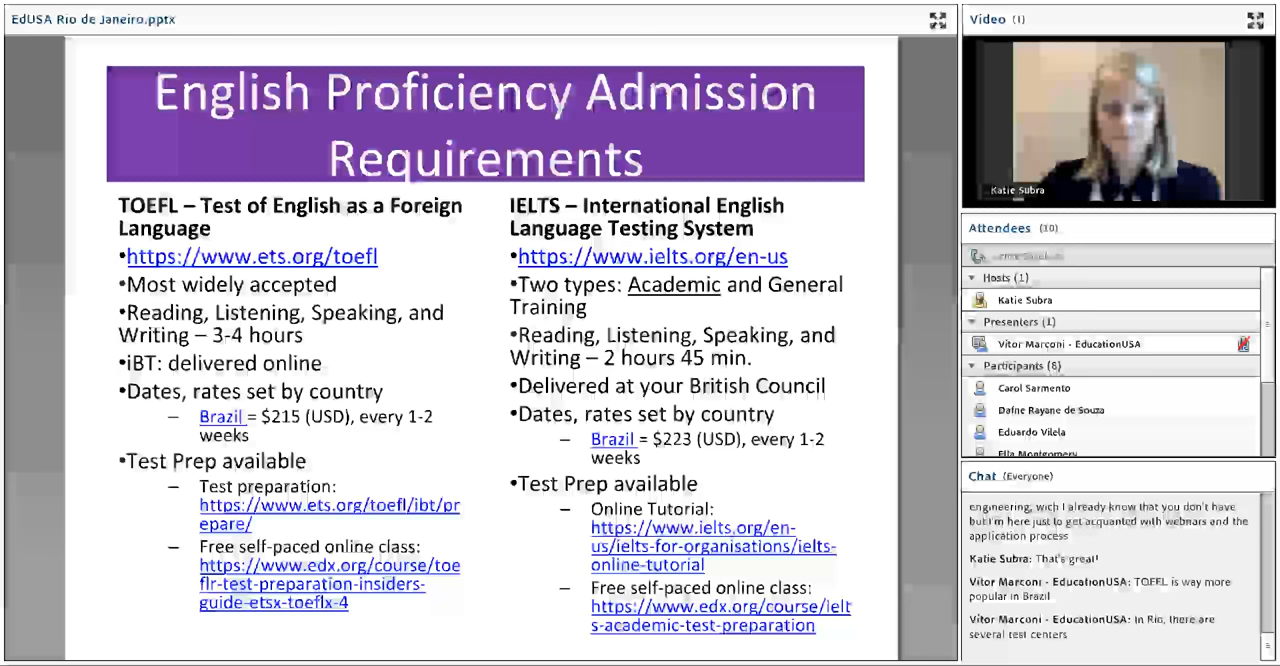 EdUSA Rio de Janeiro.pptx
English Proficiency Admission
Requirements
TOEFL – Test of English as a Foreign
Language
•https://www.ets.org/toefl
•Most widely accepted
•Reading, Listening, Speaking, and
Writing – 3-4 hours
•iBT: delivered online
•Dates, rates set by country
– Brazil = $215 (USD), every 1-2
weeks
•Test Prep available
– Test preparation:
https://www.ets.org/toefl/ibt/pr
epare/
– Free self-paced online class:
https://www.edx.org/course/toe
flr-test-preparation-insiders-
guide-etsx-toeflx-4
IELTS – International English
Language Testing System
•https://www.ielts.org/en-us
•Two types: Academic and General
Training
•Reading, Listening, Speaking, and
Writing – 2 hours 45 min.
•Delivered at your British Council
•Dates, rates set by country
– Brazil = $223 (USD), every 1-2
weeks
•Test Prep available
– Online Tutorial:
https://www.ielts.org/en-
us/ielts-for-organisations/ielts-
online-tutorial
– Free self-paced online class:
https://www.edx.org/course/ielt
s-academic-test-preparation
Video (1)
Katie Subra
Attendees (10)
Hosts (1)
Katie Subra
Presenters (1)
Vitor Marconi - EducationUSA
Participants (8)
Carol Sarmento
Dafne Rayane de Souza
Eduardo Vilela
Ella Montgomery
Chat (Everyone)
engineering, wich I already know that you don't have
but I'm here just to get acquanted with webinars and the
application process
Katie Subra: That's great!
Vitor Marconi - EducationUSA: TOEFL is way more
popular in Brazil
Vitor Marconi - EducationUSA: In Rio, there are
several test centers